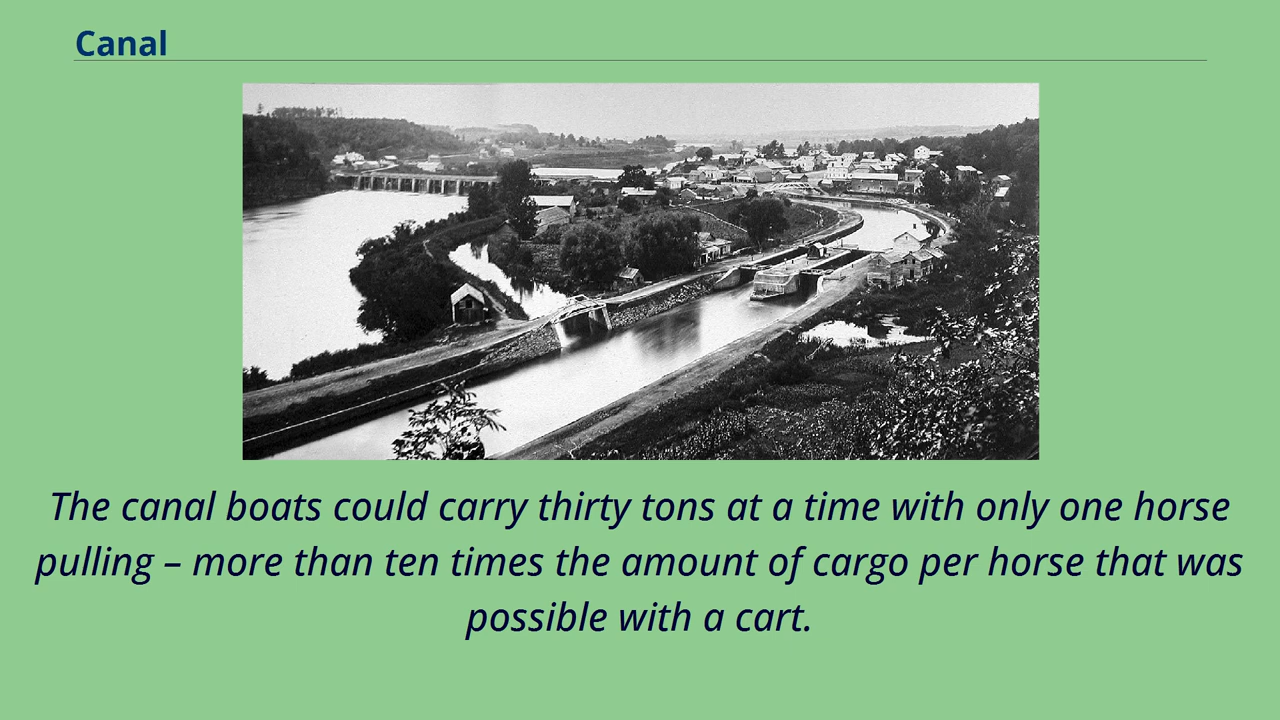 Canal
The canal boats could carry thirty tons at a time with only one horse
pulling – more than ten times the amount of cargo per horse that was
possible with a cart.